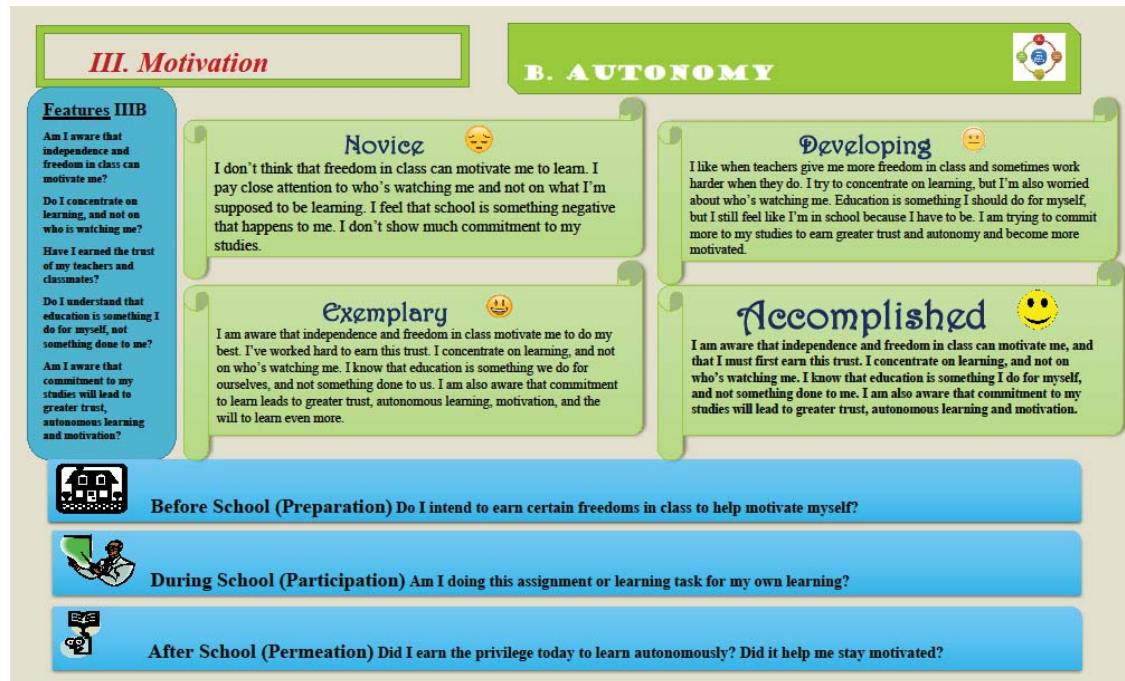 III. Motivation
B. AUTONOMY
Features IIIB
Am I aware that
independence and
freedom in class can
motivate me?
Do I concentrate on
learning, and not on
who is watching me?
Have I earned the trust
of my teachers and
classmates?
Do I understand that
education is something I
do for myself, not
something done to me?
Am I aware that
commitment to my
studies will lead to
greater trust,
autonomous learning
and motivation?
Novice
I don’t think that freedom in class can motivate me to learn. I
pay close attention to who’s watching me and not on what I’m
supposed to be learning. I feel that school is something negative
that happens to me. I don’t show much commitment to my
studies.
Developing
I like when teachers give me more freedom in class and sometimes work
harder when they do. I try to concentrate on learning, but I’m also worried
about who’s watching me. Education is something I should do for myself,
but I still feel like I’m in school because I have to be. I am trying to commit
more to my studies to earn greater trust and autonomy and become more
motivated.
Exemplary
I am aware that independence and freedom in class motivate me to do my
best. I’ve worked hard to earn this trust. I concentrate on learning, and not
on who’s watching me. I know that education is something we do for
ourselves, and not something done to us. I am also aware that commitment
to learn leads to greater trust, autonomous learning, motivation, and the
will to learn even more.
Accomplished
I am aware that independence and freedom in class can motivate me, and
that I must first earn this trust. I concentrate on learning, and not on
who’s watching me. I know that education is something I do for myself,
and not something done to me. I am also aware that commitment to my
studies will lead to greater trust, autonomous learning and motivation.
Before School (Preparation) Do I intend to earn certain freedoms in class to help motivate myself?
During School (Participation) Am I doing this assignment or learning task for my own learning?
After School (Permeation) Did I earn the privilege today to learn autonomously? Did it help me stay motivated?